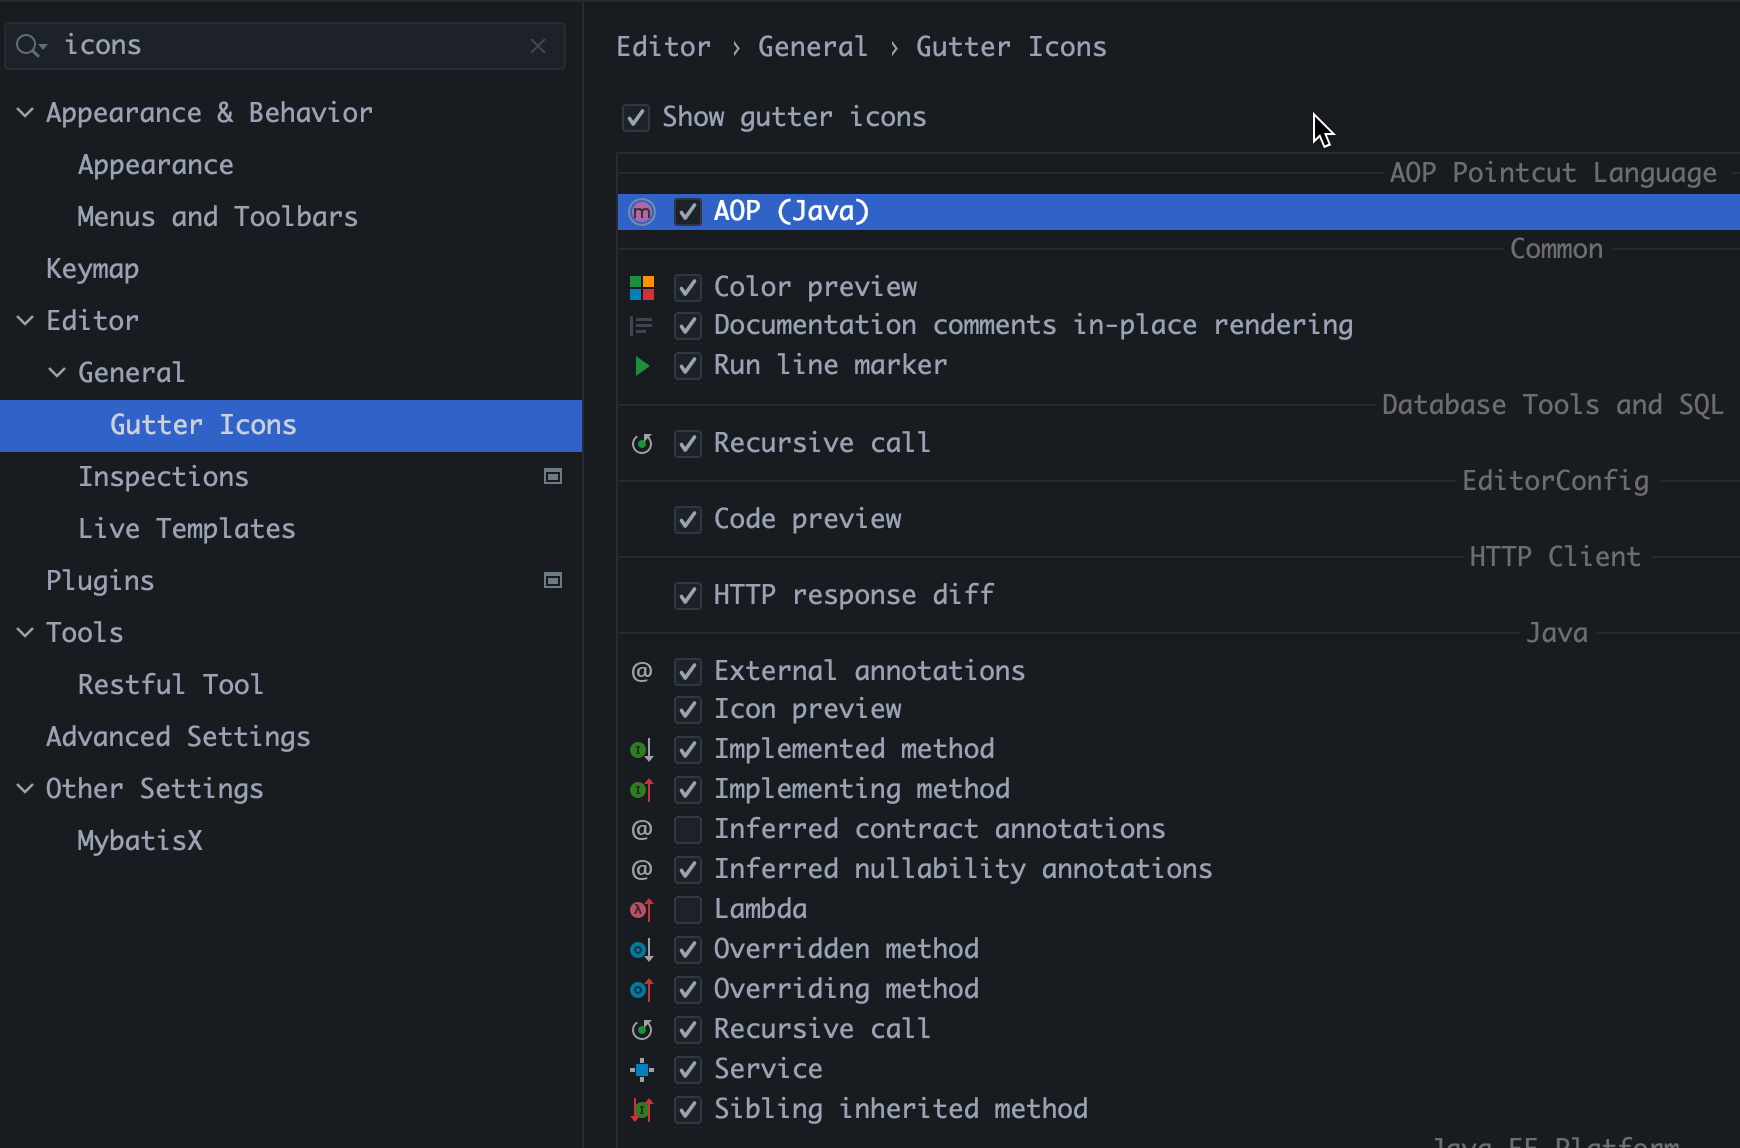 icons
Appearance & Behavior
Appearance
Menus and Toolbars
Keymap
Editor
General
Gutter Icons
Inspections
Live Templates
Plugins
Tools
Restful Tool
Advanced Settings
Other Settings
MybatisX
Editor › General › Gutter Icons
Show gutter icons
AOP Pointcut Language
AOP (Java)
Common
Color preview
Documentation comments in-place rendering
Run line marker
Database Tools and SQL
Recursive call
EditorConfig
Code preview
HTTP Client
HTTP response diff
Java
External annotations
Icon preview
Implemented method
Implementing method
Inferred contract annotations
Inferred nullability annotations
Lambda
Overridden method
Overriding method
Recursive call
Service
Sibling inherited method
Java EE Platform